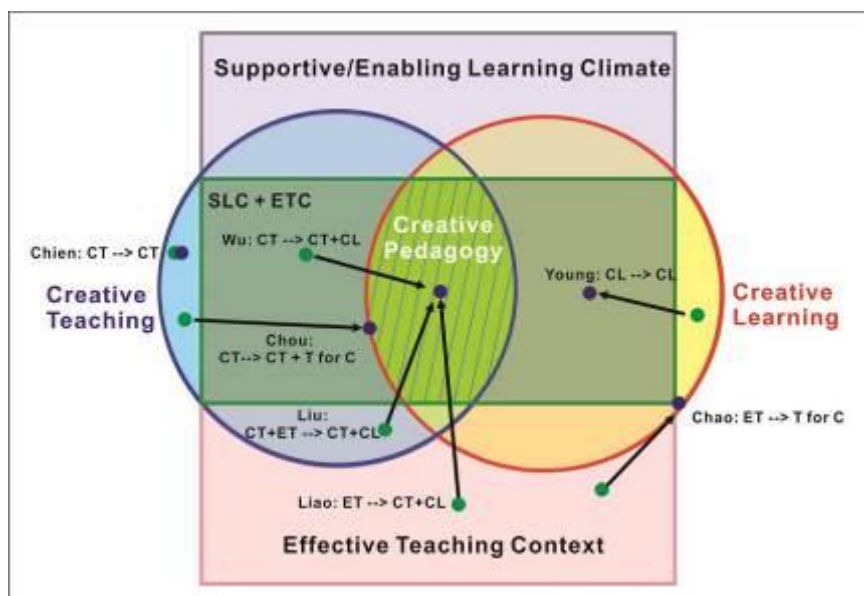 Supportive/Enabling Learning Climate
SLC + ETC
Creative
Pedagogy
Wu: CT --> CT+CL
Chien: CT --> CT
Young: CL --> CL
Creative
Teaching
Creative
Learning
Chou:
CT--> CT + T for C
Liu:
CT+ET --> CT+CL
Chao: ET --> T for C
Liao: ET --> CT+CL
Effective Teaching Context